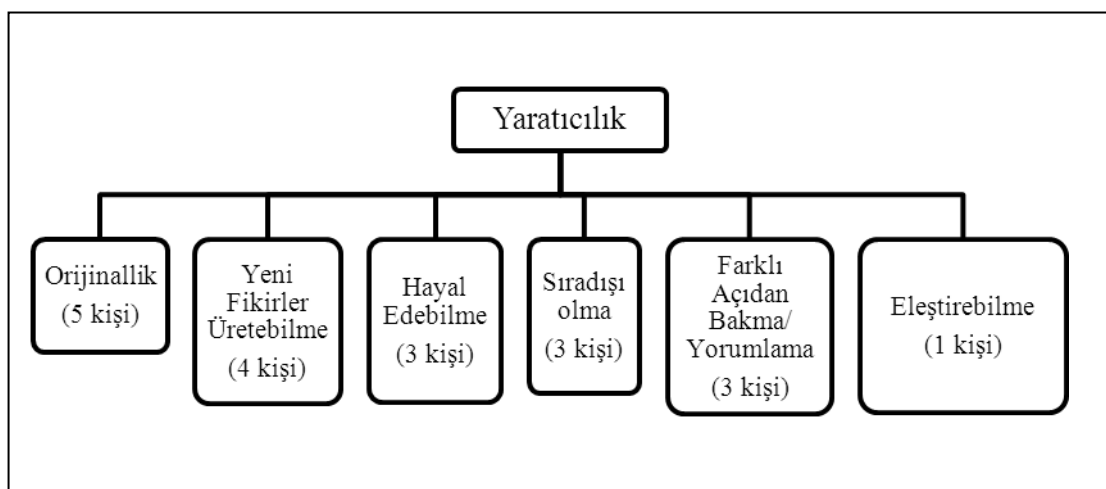 Yaratıcılık
Orijinallik
(5 kişi)
Yeni
Fikirler
Üretebilme
(4 kişi)
Hayal
Edebilme
(3 kişi)
Sıradışı
olma
(3 kişi)
Farklı
Açıdan
Bakma/
Yorumlama
(3 kişi)
Eleştirebilme
(1 kişi)